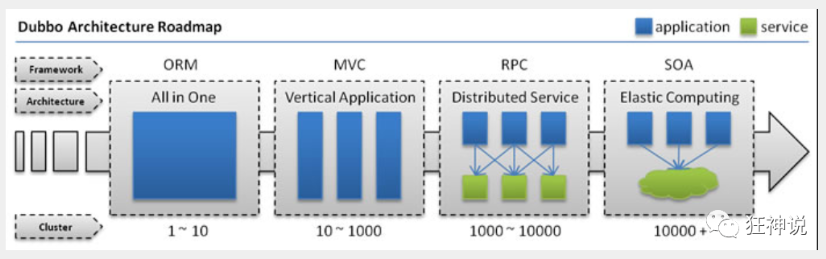 Dubbo Architecture Roadmap
application
service
Framework
ORM
MVC
RPC
SOA
Architecture
All in One
Vertical Application
Distributed Service
Elastic Computing
Cluster
1 ~ 10
10 ~ 1000
1000 ~ 10000
10000 +
狂神说